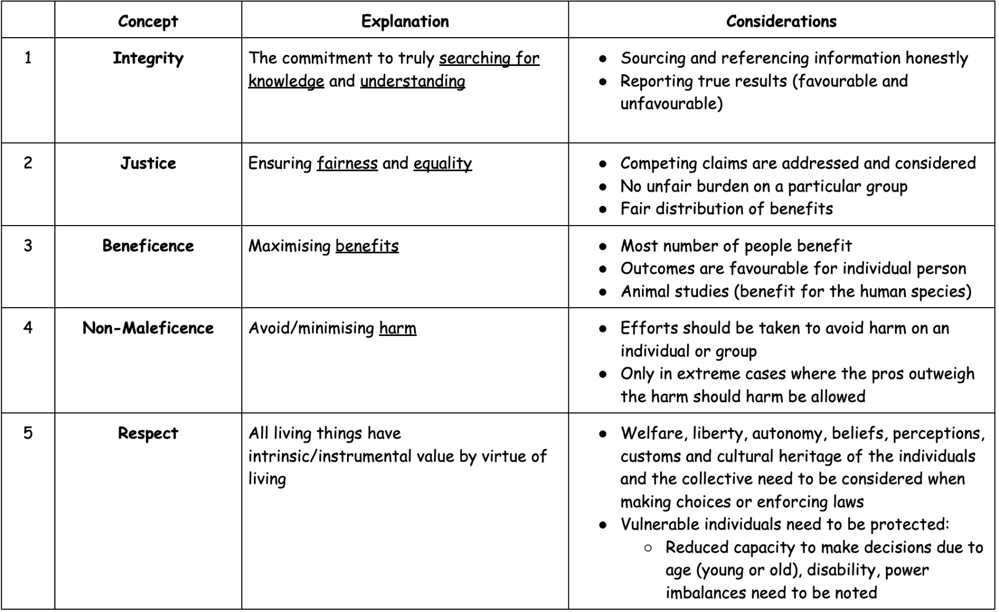 Concept Explanation Considerations
1 Integrity The commitment to truly searching for
knowledge and understanding
● Sourcing and referencing information honestly
● Reporting true results (favourable and
unfavourable)
2 Justice Ensuring fairness and equality
● Competing claims are addressed and considered
● No unfair burden on a particular group
● Fair distribution of benefits
3 Beneficence Maximising benefits
● Most number of people benefit
● Outcomes are favourable for individual person
● Animal studies (benefit for the human species)
4 Non-Maleficence Avoid/minimising harm
● Efforts should be taken to avoid harm on an
individual or group
● Only in extreme cases where the pros outweigh
the harm should harm be allowed
5 Respect All living things have
intrinsic/instrumental value by virtue of
living
● Welfare, liberty, autonomy, beliefs, perceptions,
customs and cultural heritage of the individuals
and the collective need to be considered when
making choices or enforcing laws
● Vulnerable individuals need to be protected:
○ Reduced capacity to make decisions due to
age (young or old), disability, power
imbalances need to be noted